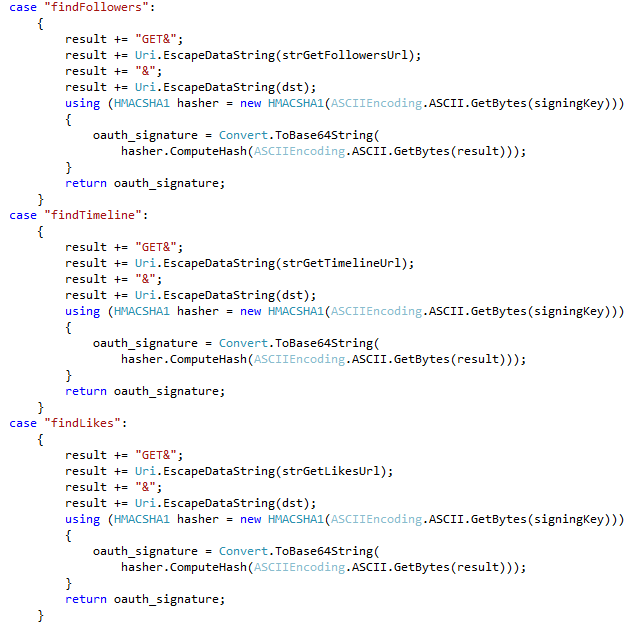 case "findFollowers":
    {
        result += "GET&";
        result += Uri.EscapeDataString(strGetFollowersUrl);
        result += "&";
        result += Uri.EscapeDataString(dst);
        using (HMACSHA1 hasher = new HMACSHA1(ASCIIEncoding.ASCII.GetBytes(signingKey)))
        {
            oauth_signature = Convert.ToBase64String(
                hasher.ComputeHash(ASCIIEncoding.ASCII.GetBytes(result)));
        }
        return oauth_signature;
    }
case "findTimeline":
    {
        result += "GET&";
        result += Uri.EscapeDataString(strGetTimelineUrl);
        result += "&";
        result += Uri.EscapeDataString(dst);
        using (HMACSHA1 hasher = new HMACSHA1(ASCIIEncoding.ASCII.GetBytes(signingKey)))
        {
            oauth_signature = Convert.ToBase64String(
                hasher.ComputeHash(ASCIIEncoding.ASCII.GetBytes(result)));
        }
        return oauth_signature;
    }
case "findLikes":
    {
        result += "GET&";
        result += Uri.EscapeDataString(strGetLikesUrl);
        result += "&";
        result += Uri.EscapeDataString(dst);
        using (HMACSHA1 hasher = new HMACSHA1(ASCIIEncoding.ASCII.GetBytes(signingKey)))
        {
            oauth_signature = Convert.ToBase64String(
                hasher.ComputeHash(ASCIIEncoding.ASCII.GetBytes(result)));
        }
        return oauth_signature;
    }